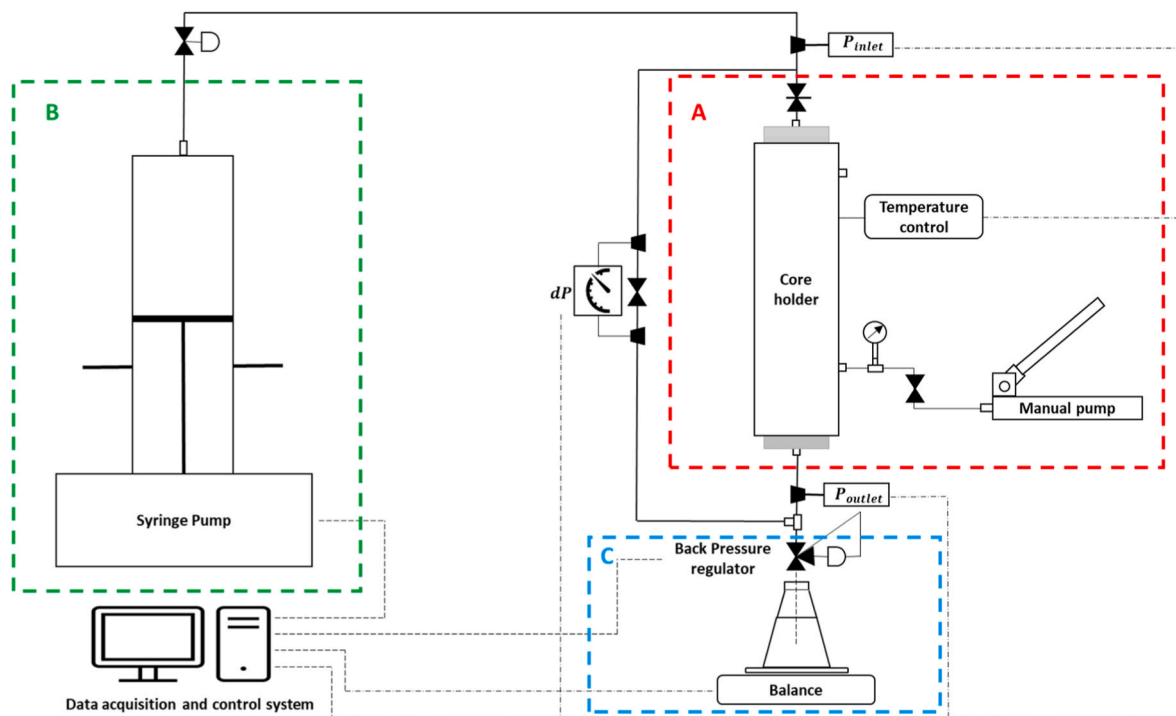 P_inlet
B
A
Temperature
control
dP
Core
holder
Manual pump
P_outlet
Syringe Pump
C
Back Pressure
regulator
Balance
Data acquisition and control system